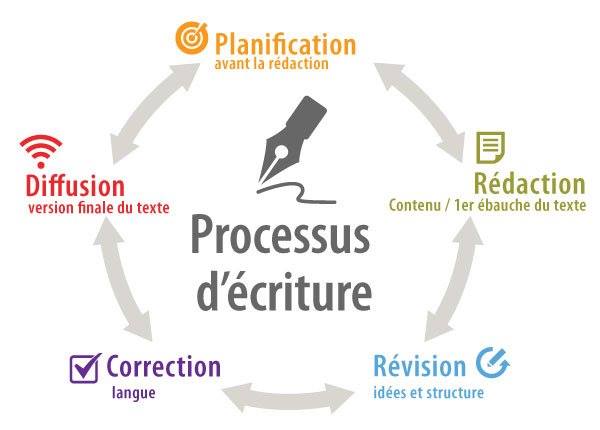 Planification
avant la rédaction
Diffusion
version finale du texte
Rédaction
Contenu / 1er ébauche du texte
Processus
d'écriture
Correction
langue
Révision
idées et structure